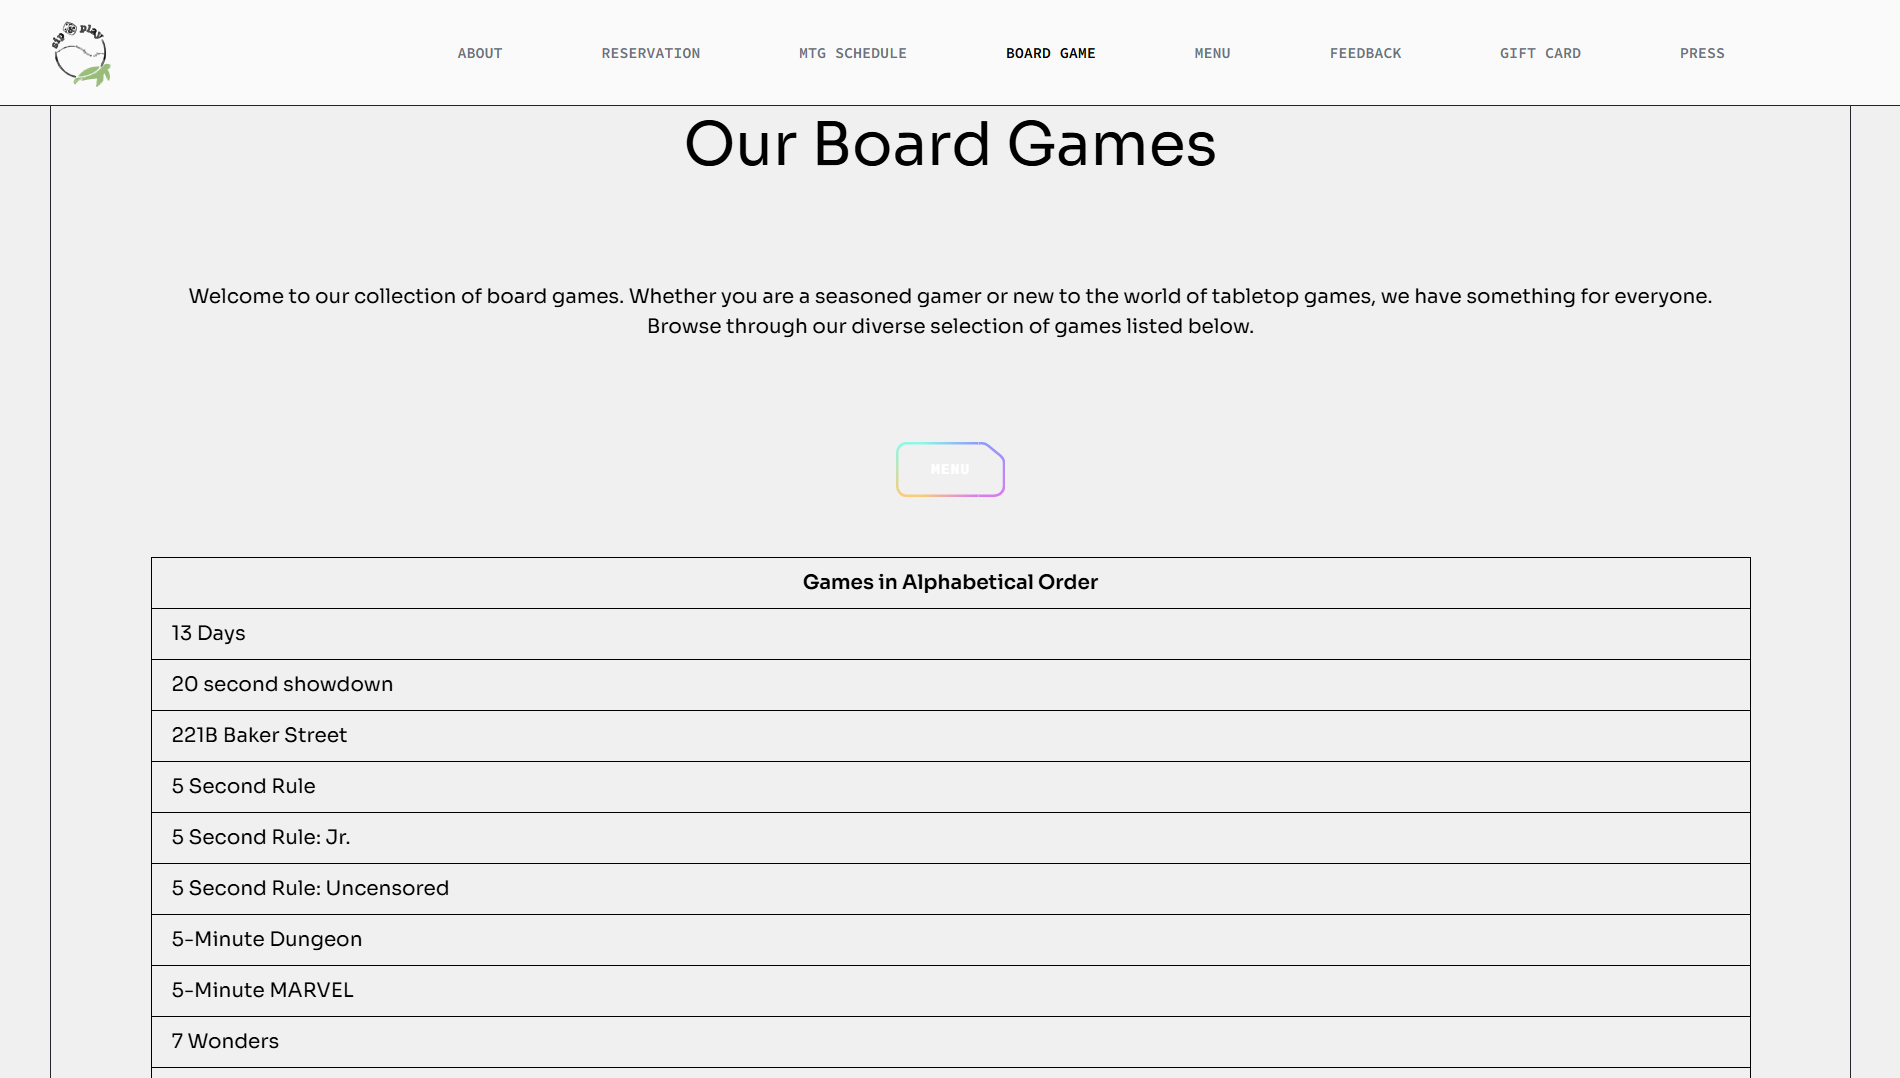 sip & play
ABOUT
RESERVATION
MTG SCHEDULE
BOARD GAME
MENU
FEEDBACK
GIFT CARD
PRESS
Our Board Games
Welcome to our collection of board games. Whether you are a seasoned gamer or new to the world of tabletop games, we have something for everyone.
Browse through our diverse selection of games listed below.
MENU
Games in Alphabetical Order
13 Days
20 second showdown
221B Baker Street
5 Second Rule
5 Second Rule: Jr.
5 Second Rule: Uncensored
5-Minute Dungeon
5-Minute MARVEL
7 Wonders